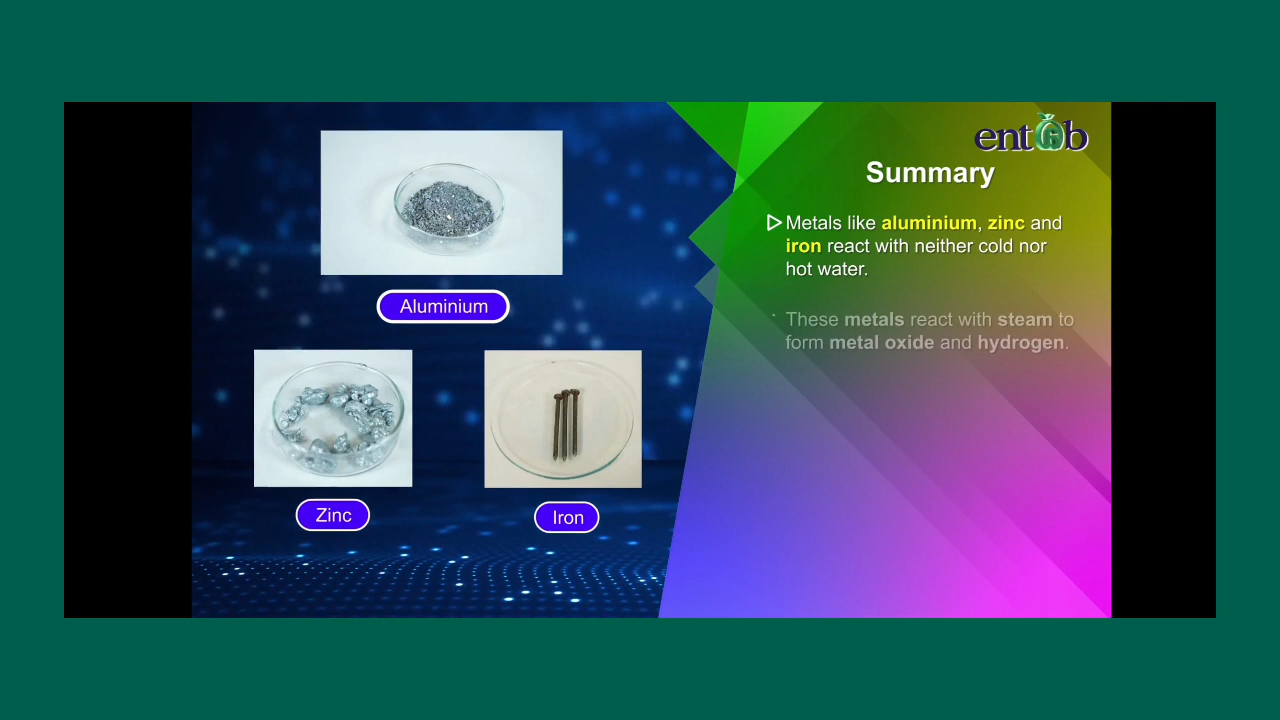 entGb
Summary
Metals like aluminium, zinc and
iron react with neither cold nor
hot water.
These metals react with steam to
form metal oxide and hydrogen.
Aluminium
Zinc
Iron